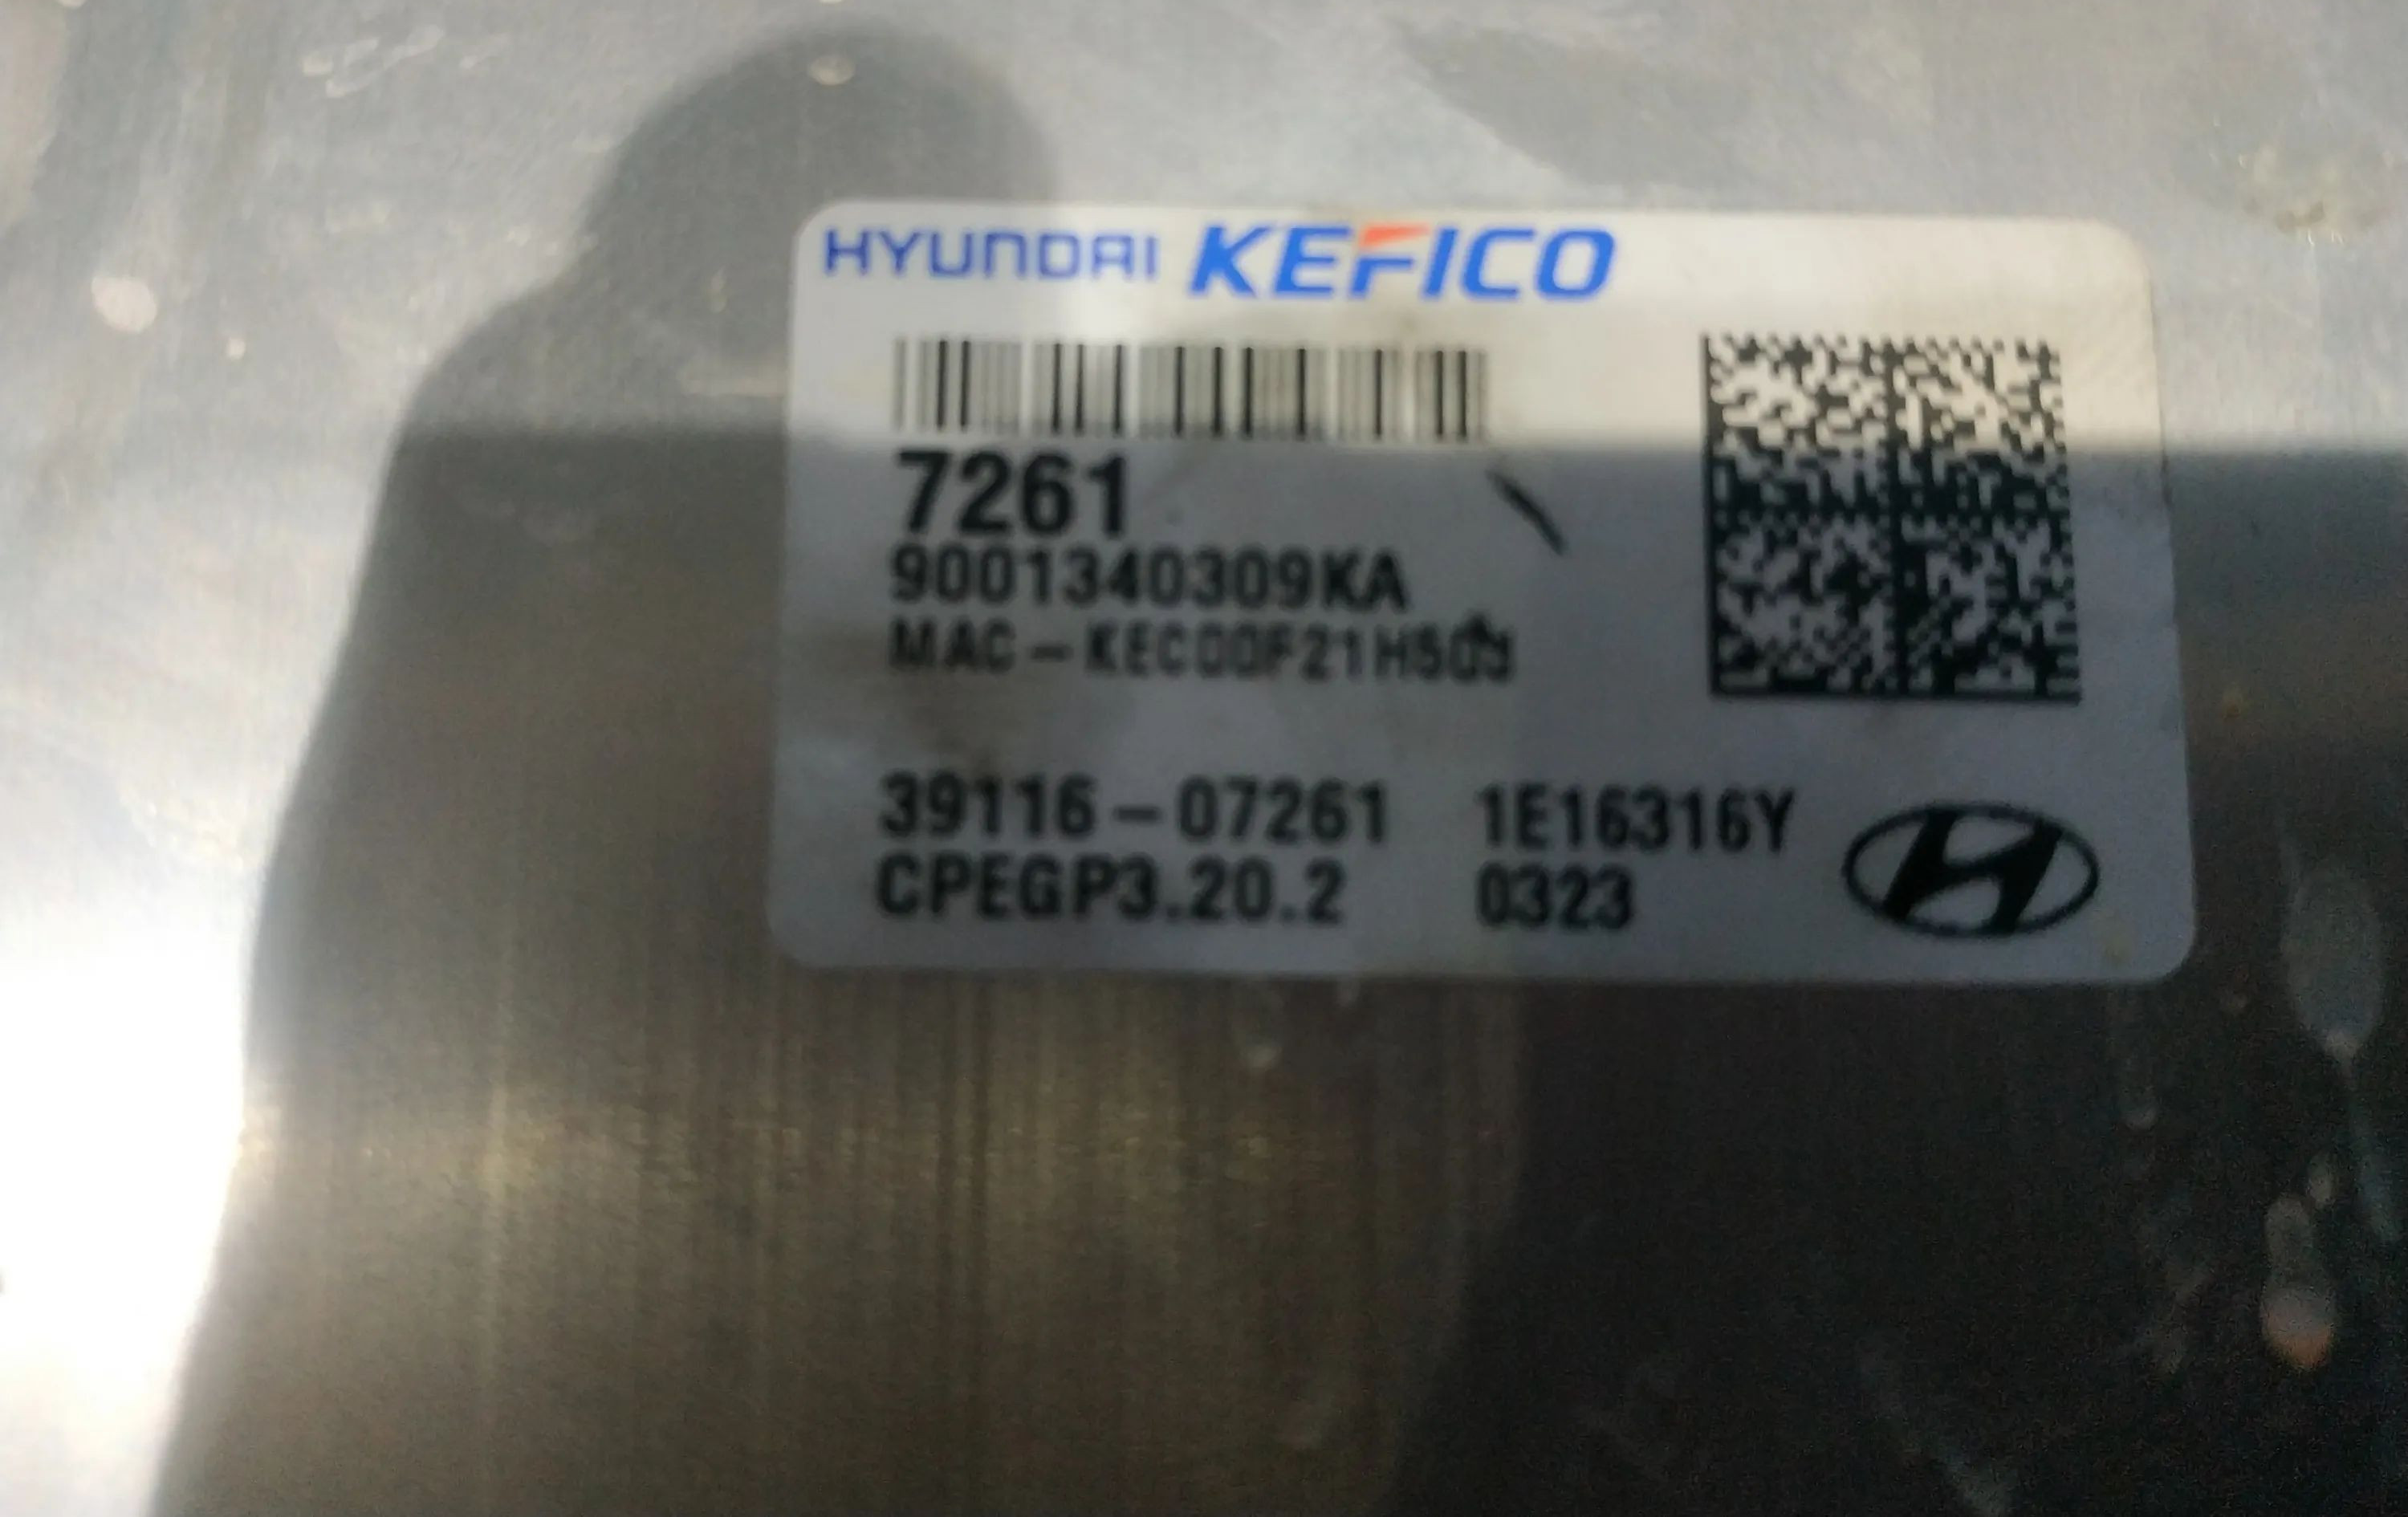 HYUNDAI KEFICO
7261
9001340309KA
39116-07261 1E16316Y
CPEGP3.20.2 0323